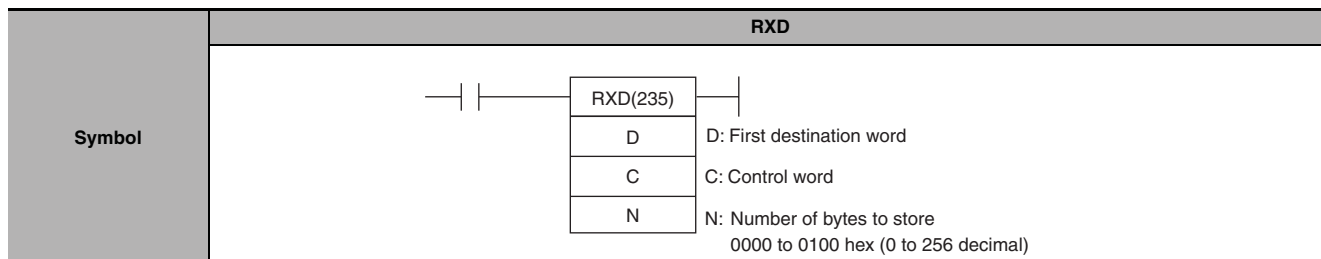 RXD
Symbol
RXD(235)
D
D: First destination word
C
C: Control word
N
N: Number of bytes to store
0000 to 0100 hex (0 to 256 decimal)